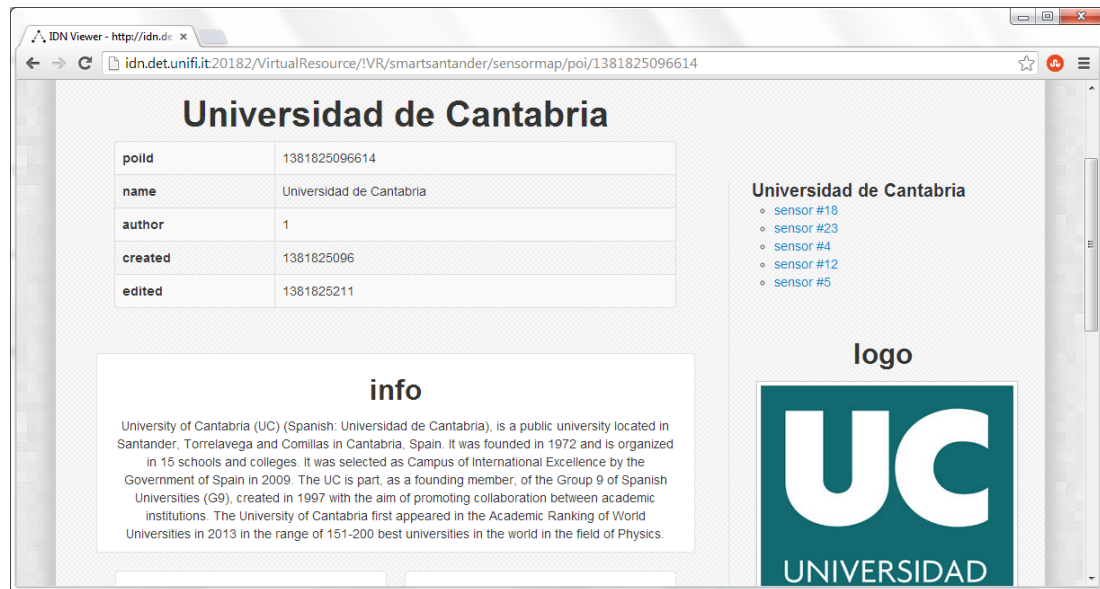 IDN Viewer - http://idn.de
idn.det.unifi.it:20182/VirtualResource/!VR/smartsantander/sensormap/poi/1381825096614
Universidad de Cantabria
poiId 1381825096614
name Universidad de Cantabria
author 1
created 1381825096
edited 1381825211
info
University of Cantabria (UC) (Spanish: Universidad de Cantabria), is a public university located in
Santander, Torrelavega and Comillas in Cantabria, Spain. It was founded in 1972 and is organized
in 15 schools and colleges. It was selected as Campus of International Excellence by the
Government of Spain in 2009. The UC is part, as a founding member, of the Group 9 of Spanish
Universities (G9), created in 1997 with the aim of promoting collaboration between academic
institutions. The University of Cantabria first appeared in the Academic Ranking of World
Universities in 2013 in the range of 151-200 best universities in the world in the field of Physics.
Universidad de Cantabria
sensor #18
sensor #23
sensor #4
sensor #12
sensor #5
logo
UC
UNIVERSIDAD